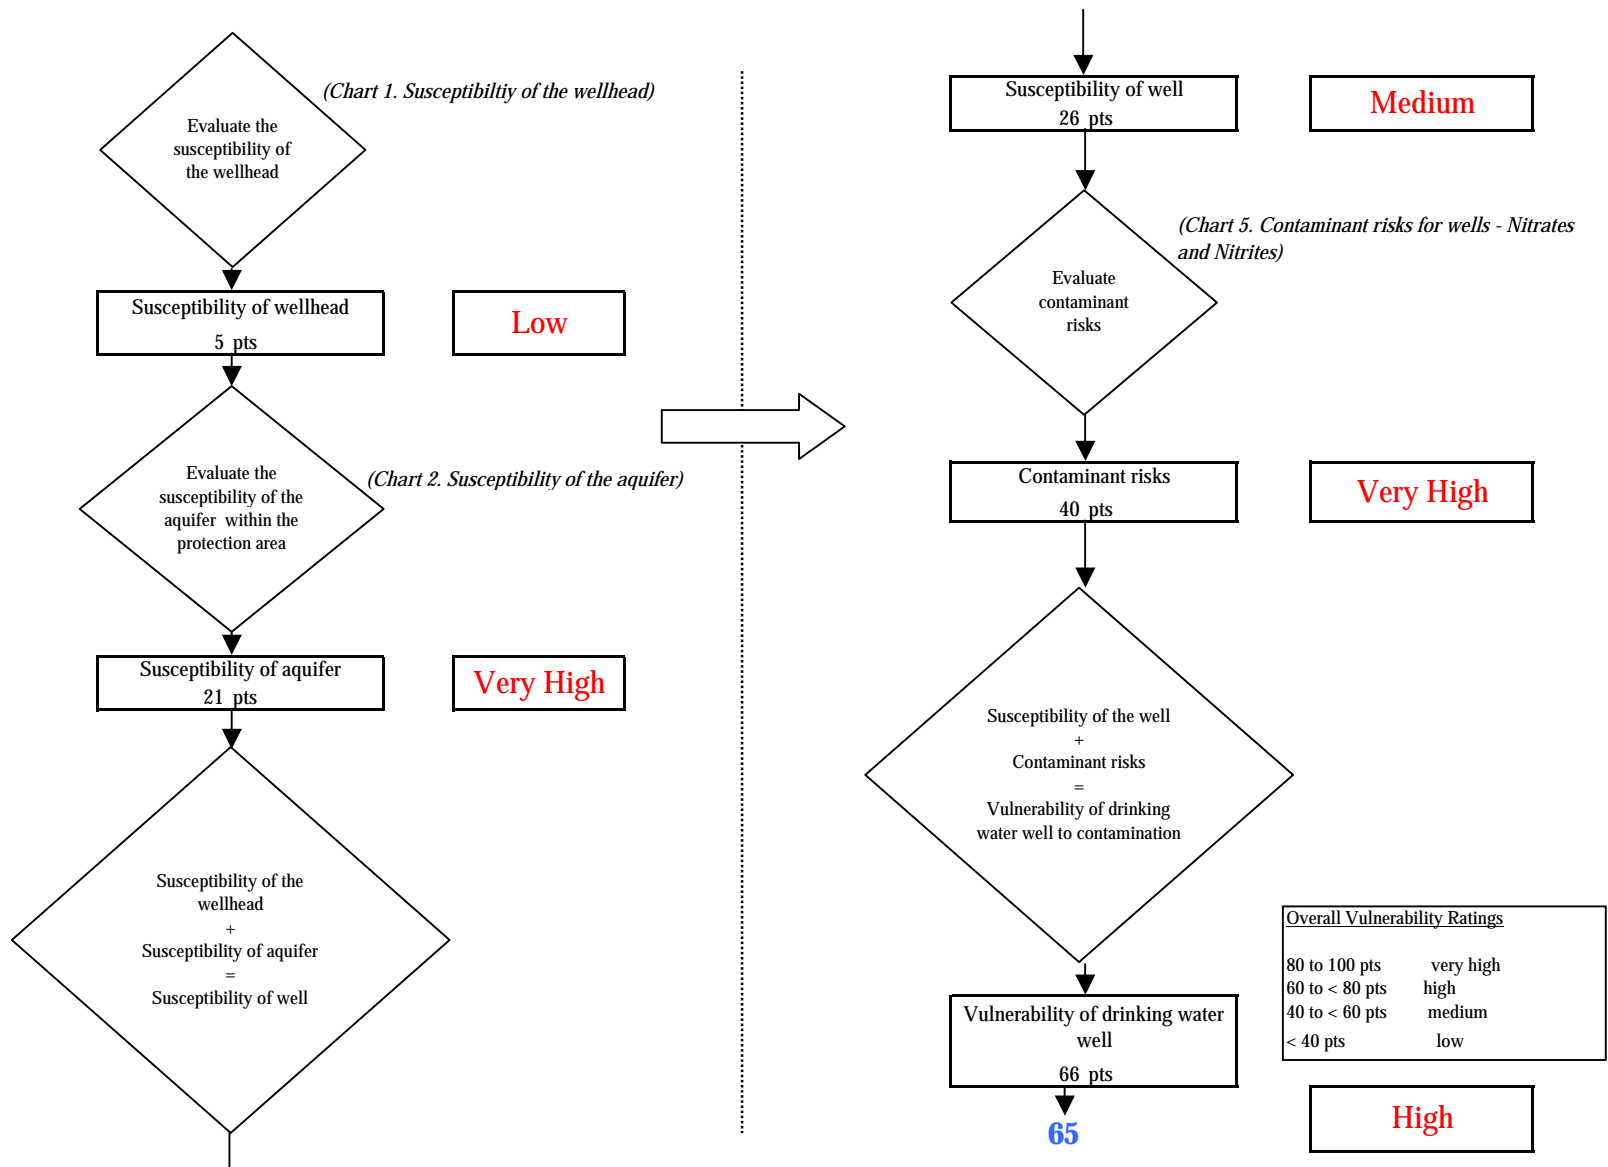 (Chart 1. Susceptibiltiy of the wellhead)
Evaluate the
susceptibility of
the wellhead
Susceptibility of wellhead
5 pts
Low
Evaluate the
susceptibility of the
aquifer within the
protection area
(Chart 2. Susceptibility of the aquifer)
Susceptibility of aquifer
21 pts
Very High
Susceptibility of the
wellhead
+
Susceptibility of aquifer
=
Susceptibility of well
Susceptibility of well
26 pts
Medium
(Chart 5. Contaminant risks for wells - Nitrates
and Nitrites)
Evaluate
contaminant
risks
Contaminant risks
40 pts
Very High
Susceptibility of the well
+
Contaminant risks
=
Vulnerability of drinking
water well to contamination
Overall Vulnerability Ratings
80 to 100 pts very high
60 to < 80 pts high
40 to < 60 pts medium
< 40 pts low
Vulnerability of drinking water
well
66 pts
High
65